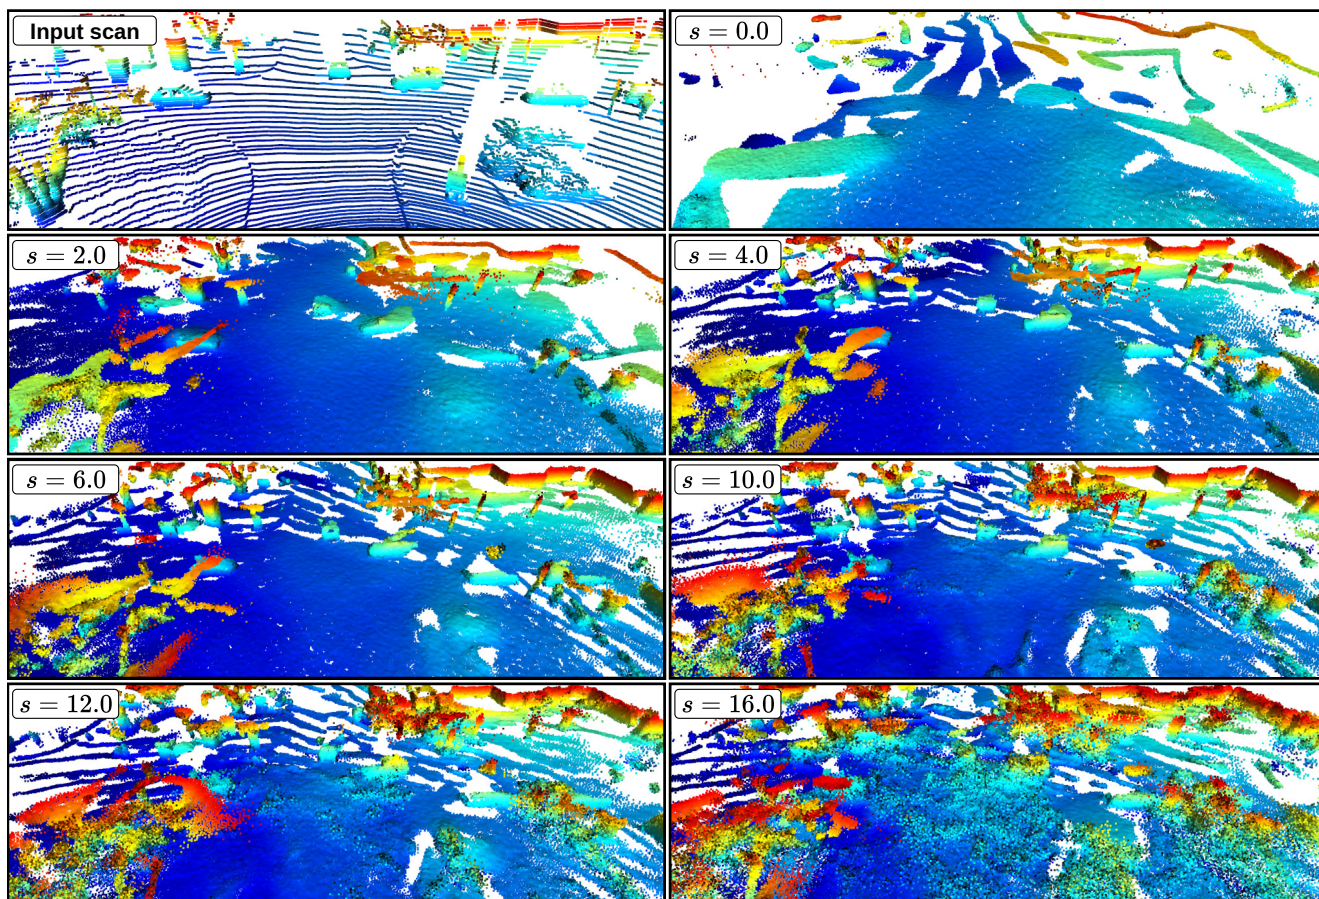 Input scan
s = 0.0
s = 2.0
s = 4.0
s = 6.0
s = 10.0
s = 12.0
s = 16.0